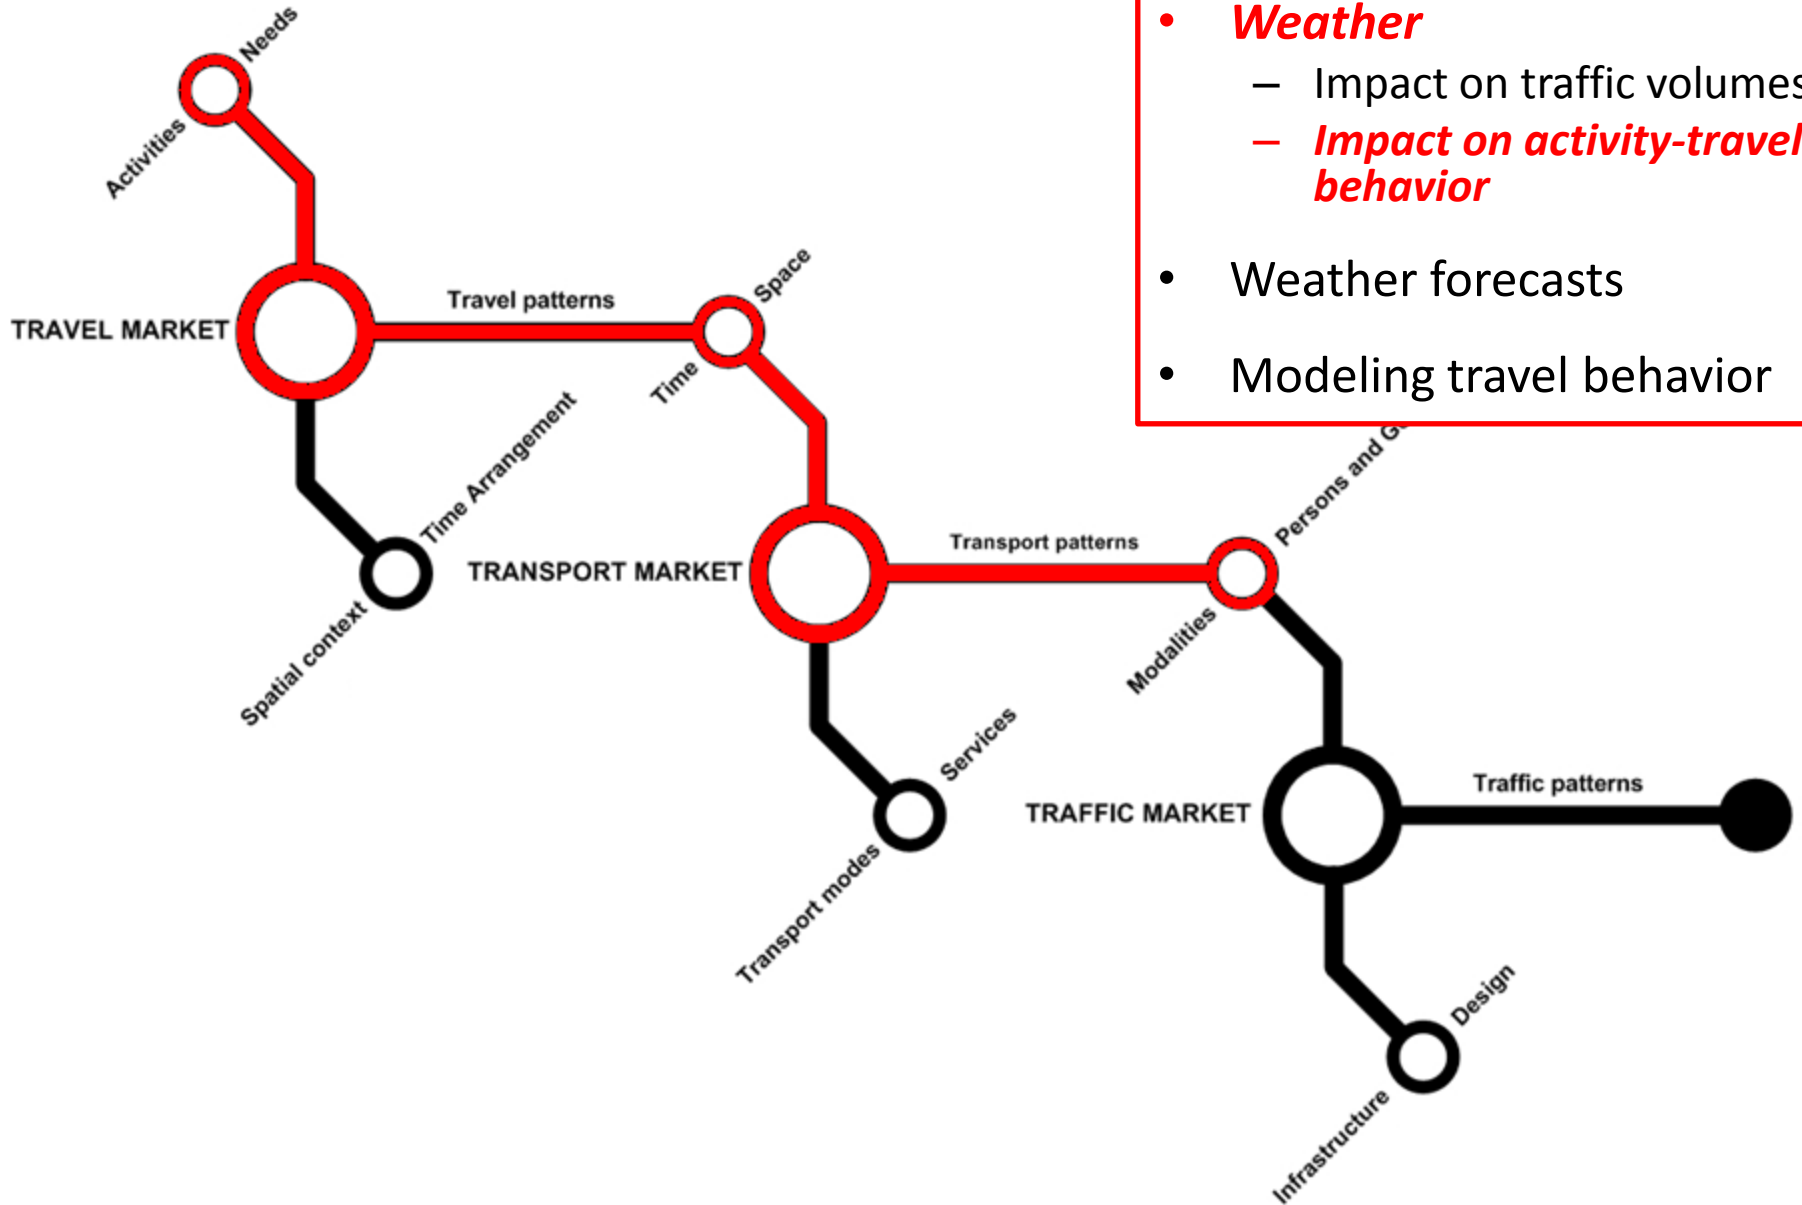 Needs
Activities
TRAVEL MARKET
Travel patterns
Space
Time
Time Arrangement
Spatial context
TRANSPORT MARKET
Transport patterns
Persons and
Modalities
Services
Transport modes
TRAFFIC MARKET
Traffic patterns
Design
Infrastructure
• Weather
– Impact on traffic volumes
– Impact on activity-travel
behavior
• Weather forecasts
• Modeling travel behavior